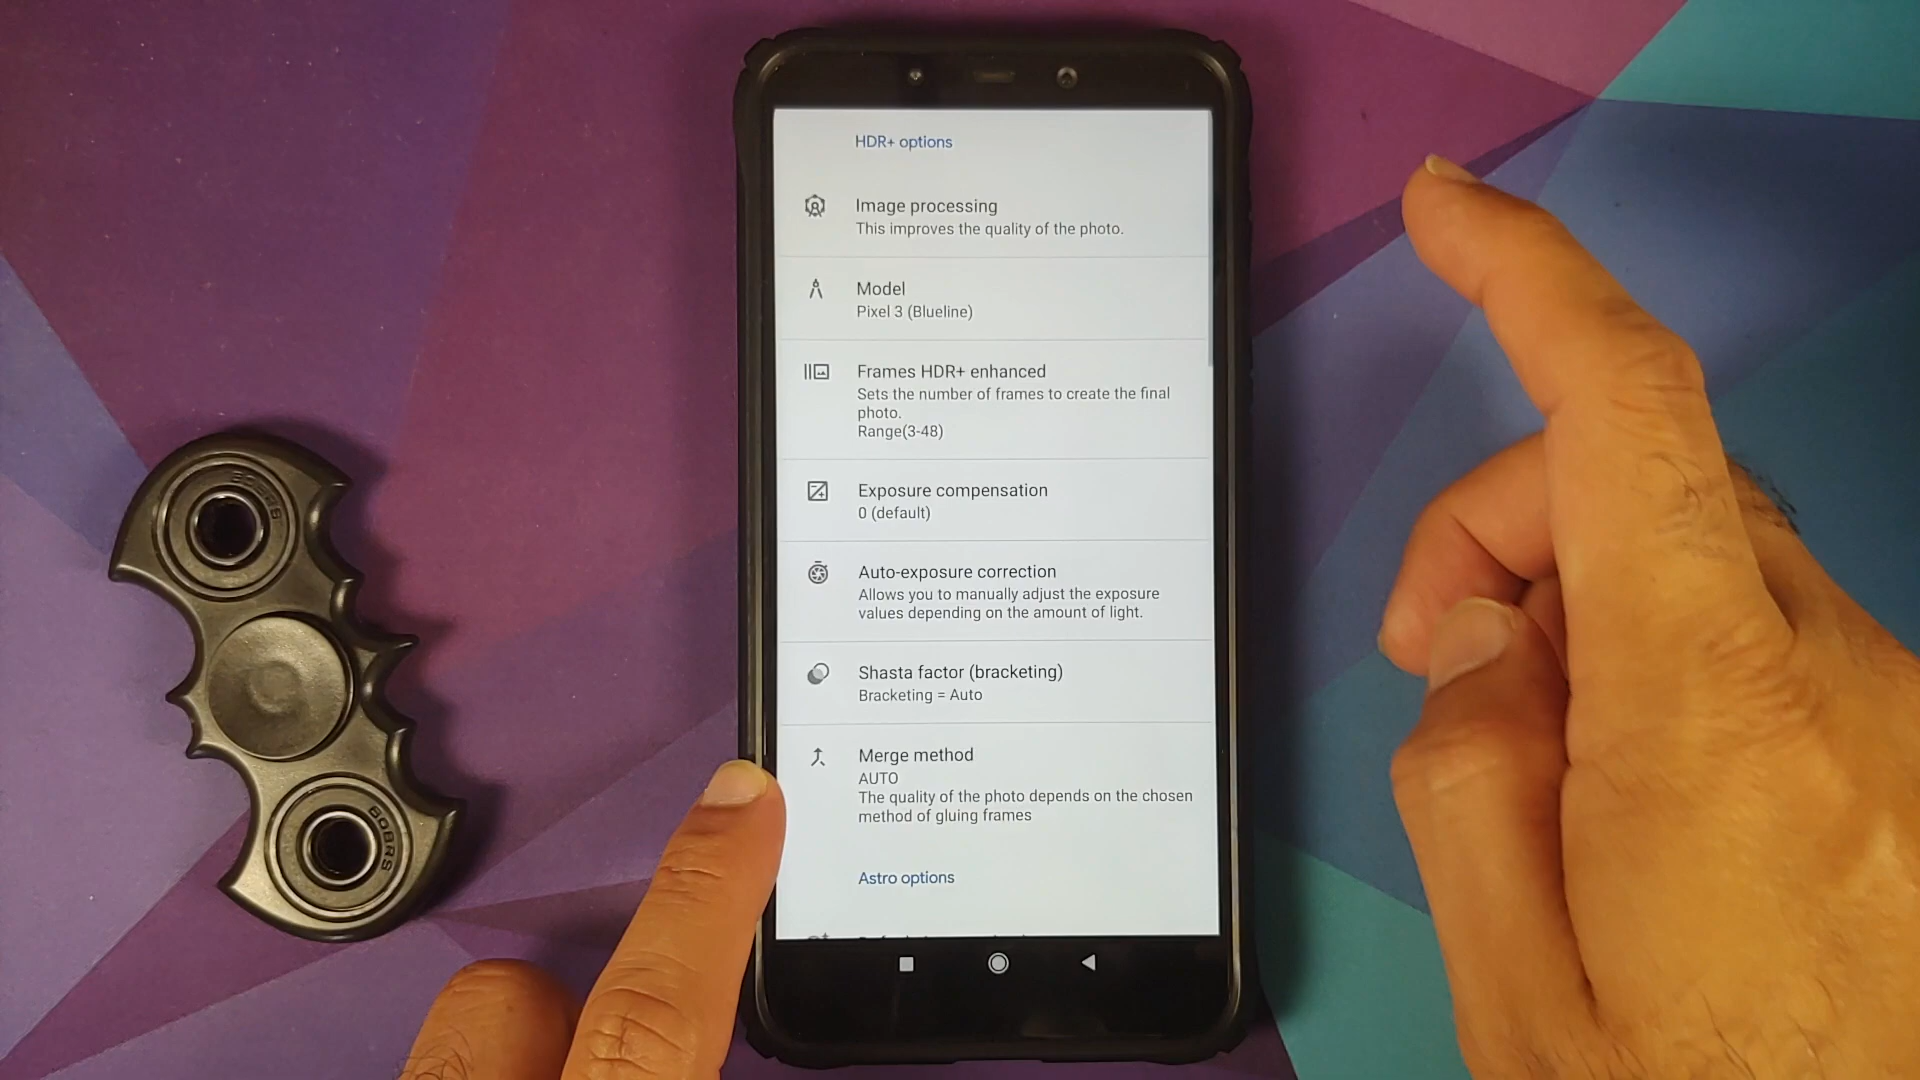 HDR+ options
Image processing
This improves the quality of the photo.
Model
Pixel 3 (Blueline)
Frames HDR+ enhanced
Sets the number of frames to create the final
photo.
Range(3-48)
Exposure compensation
0 (default)
Auto-exposure correction
Allows you to manually adjust the exposure
values depending on the amount of light.
Shasta factor (bracketing)
Bracketing = Auto
Merge method
AUTO
The quality of the photo depends on the chosen
method of gluing frames
Astro options
BOBRS
BOBRS